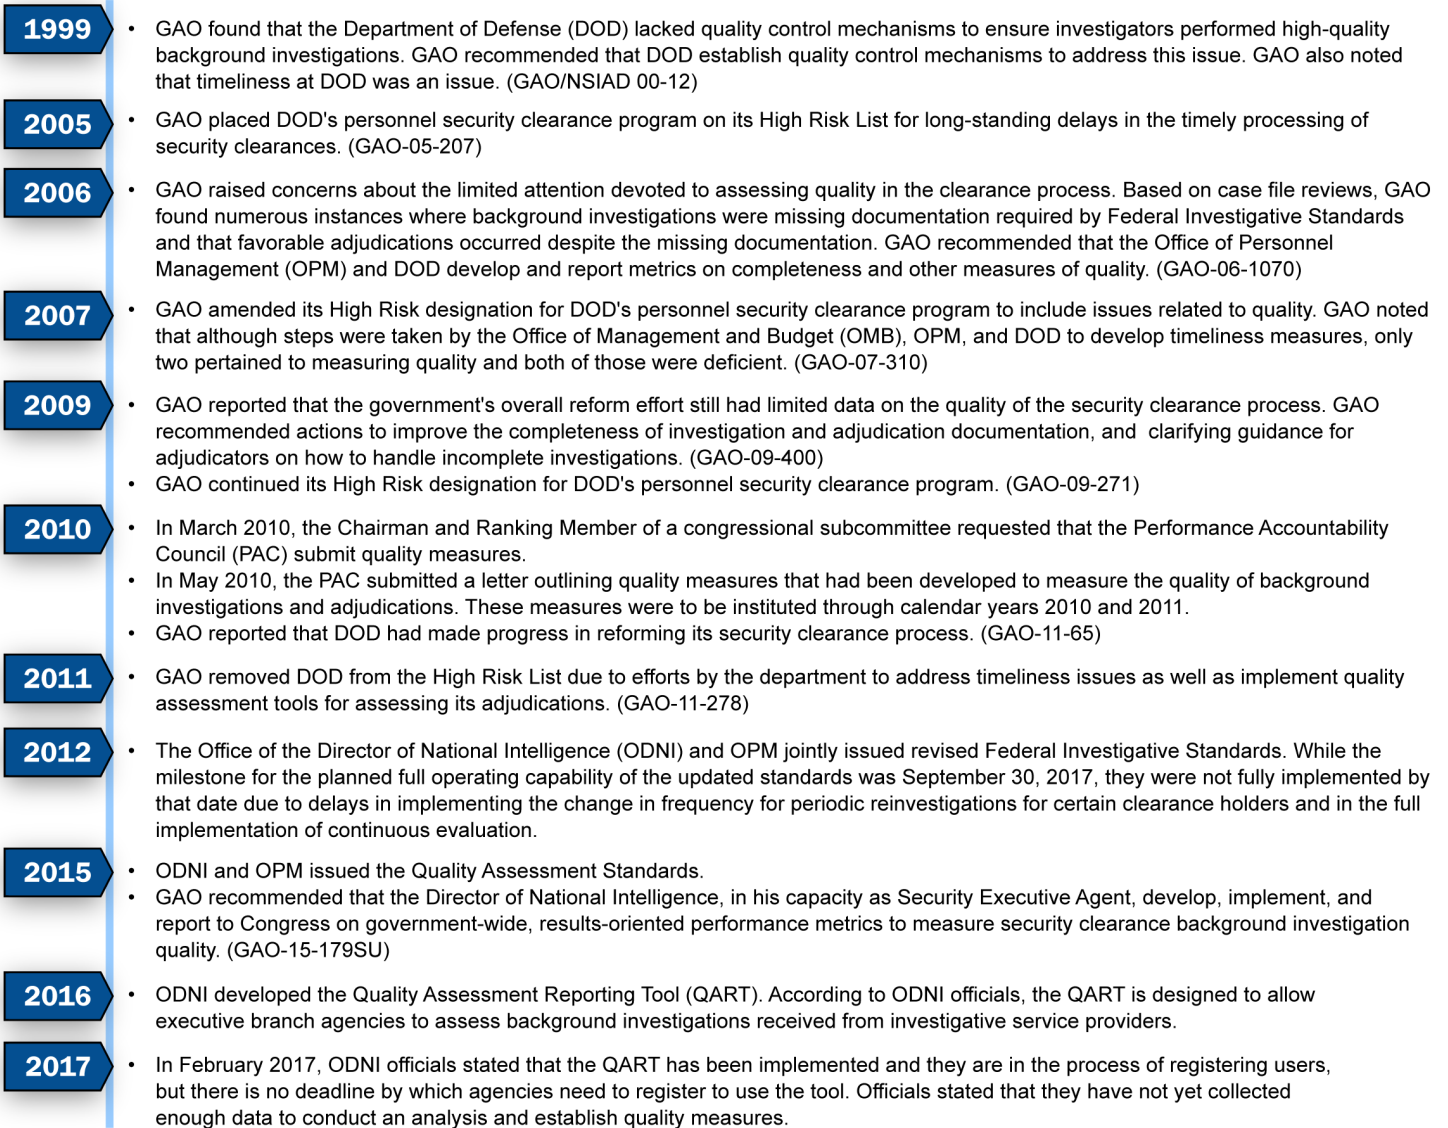 1999
• GAO found that the Department of Defense (DOD) lacked quality control mechanisms to ensure investigators performed high-quality
background investigations. GAO recommended that DOD establish quality control mechanisms to address this issue. GAO also noted
that timeliness at DOD was an issue. (GAO/NSIAD 00-12)
2005
• GAO placed DOD's personnel security clearance program on its High Risk List for long-standing delays in the timely processing of
security clearances. (GAO-05-207)
2006
• GAO raised concerns about the limited attention devoted to assessing quality in the clearance process. Based on case file reviews, GAO
found numerous instances where background investigations were missing documentation required by Federal Investigative Standards
and that favorable adjudications occurred despite the missing documentation. GAO recommended that the Office of Personnel
Management (OPM) and DOD develop and report metrics on completeness and other measures of quality. (GAO-06-1070)
2007
• GAO amended its High Risk designation for DOD's personnel security clearance program to include issues related to quality. GAO noted
that although steps were taken by the Office of Management and Budget (OMB), OPM, and DOD to develop timeliness measures, only
two pertained to measuring quality and both of those were deficient. (GAO-07-310)
2009
• GAO reported that the government's overall reform effort still had limited data on the quality of the security clearance process. GAO
recommended actions to improve the completeness of investigation and adjudication documentation, and  clarifying guidance for
adjudicators on how to handle incomplete investigations. (GAO-09-400)
• GAO continued its High Risk designation for DOD's personnel security clearance program. (GAO-09-271)
2010
• In March 2010, the Chairman and Ranking Member of a congressional subcommittee requested that the Performance Accountability
Council (PAC) submit quality measures.
• In May 2010, the PAC submitted a letter outlining quality measures that had been developed to measure the quality of background
investigations and adjudications. These measures were to be instituted through calendar years 2010 and 2011.
• GAO reported that DOD had made progress in reforming its security clearance process. (GAO-11-65)
2011
• GAO removed DOD from the High Risk List due to efforts by the department to address timeliness issues as well as implement quality
assessment tools for assessing its adjudications. (GAO-11-278)
2012
• The Office of the Director of National Intelligence (ODNI) and OPM jointly issued revised Federal Investigative Standards. While the
milestone for the planned full operating capability of the updated standards was September 30, 2017, they were not fully implemented by
that date due to delays in implementing the change in frequency for periodic reinvestigations for certain clearance holders and in the full
implementation of continuous evaluation.
2015
• ODNI and OPM issued the Quality Assessment Standards.
• GAO recommended that the Director of National Intelligence, in his capacity as Security Executive Agent, develop, implement, and
report to Congress on government-wide, results-oriented performance metrics to measure security clearance background investigation
quality. (GAO-15-179SU)
2016
• ODNI developed the Quality Assessment Reporting Tool (QART). According to ODNI officials, the QART is designed to allow
executive branch agencies to assess background investigations received from investigative service providers.
2017
• In February 2017, ODNI officials stated that the QART has been implemented and they are in the process of registering users,
but there is no deadline by which agencies need to register to use the tool. Officials stated that they have not yet collected
enough data to conduct an analysis and establish quality measures.